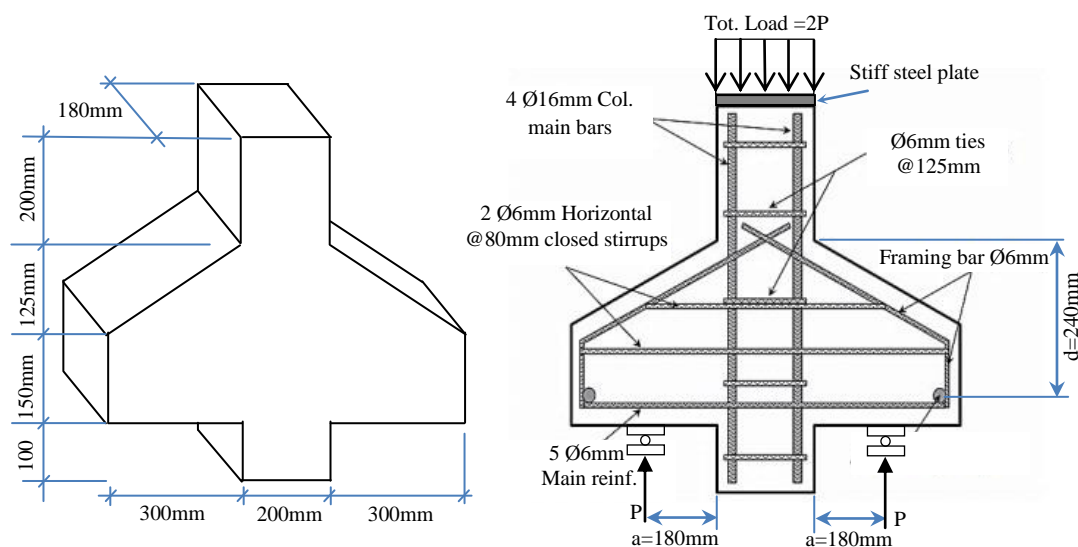 180mm
200mm
125mm
150mm
100
300mm
200mm
300mm
Tot. Load =2P
Stiff steel plate
4 Ø16mm Col.
main bars
Ø6mm ties
@125mm
2 Ø6mm Horizontal
@80mm closed stirrups
Framing bar Ø6mm
d=240mm
5 Ø6mm
Main reinf.
P
P
a=180mm
a=180mm